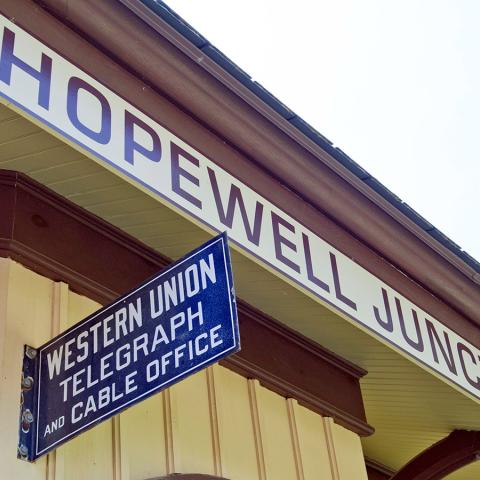 HOPEWELL JUNC
WESTERN UNION
TELEGRAPH
AND CABLE OFFICE